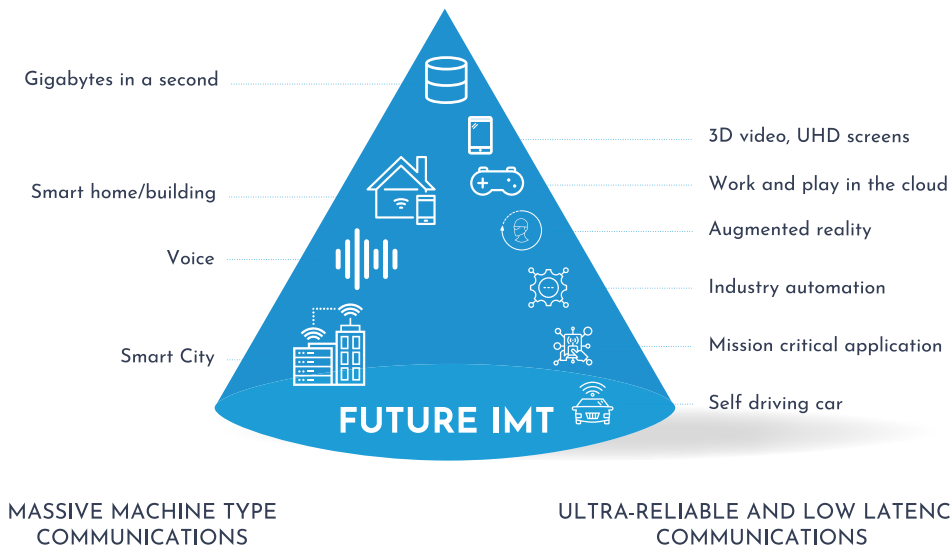 Gigabytes in a second
3D video, UHD screens
Smart home/building
Work and play in the cloud
Augmented reality
Voice
Industry automation
Smart City
Mission critical application
Self driving car
FUTURE IMT
MASSIVE MACHINE TYPE
COMMUNICATIONS
ULTRA-RELIABLE AND LOW LATENC
COMMUNICATIONS